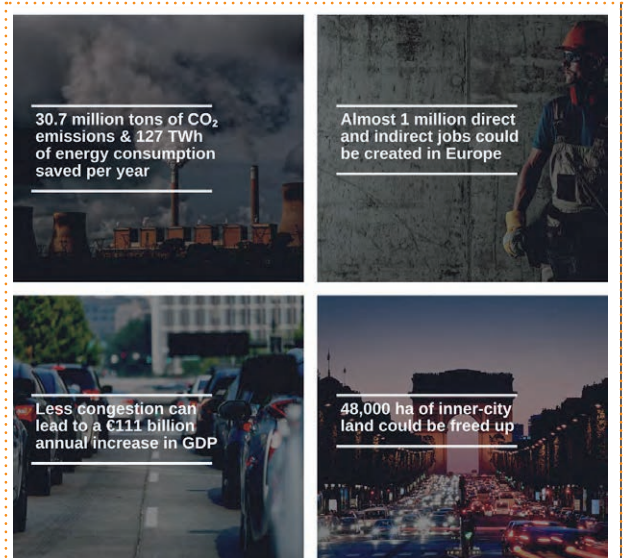 30.7 million tons of CO₂
emissions & 127 TWh
of energy consumption
saved per year
Almost 1 million direct
and indirect jobs could
be created in Europe
Less congestion can
lead to a €111 billion
annual increase in GDP
48,000 ha of inner-city
land could be freed up